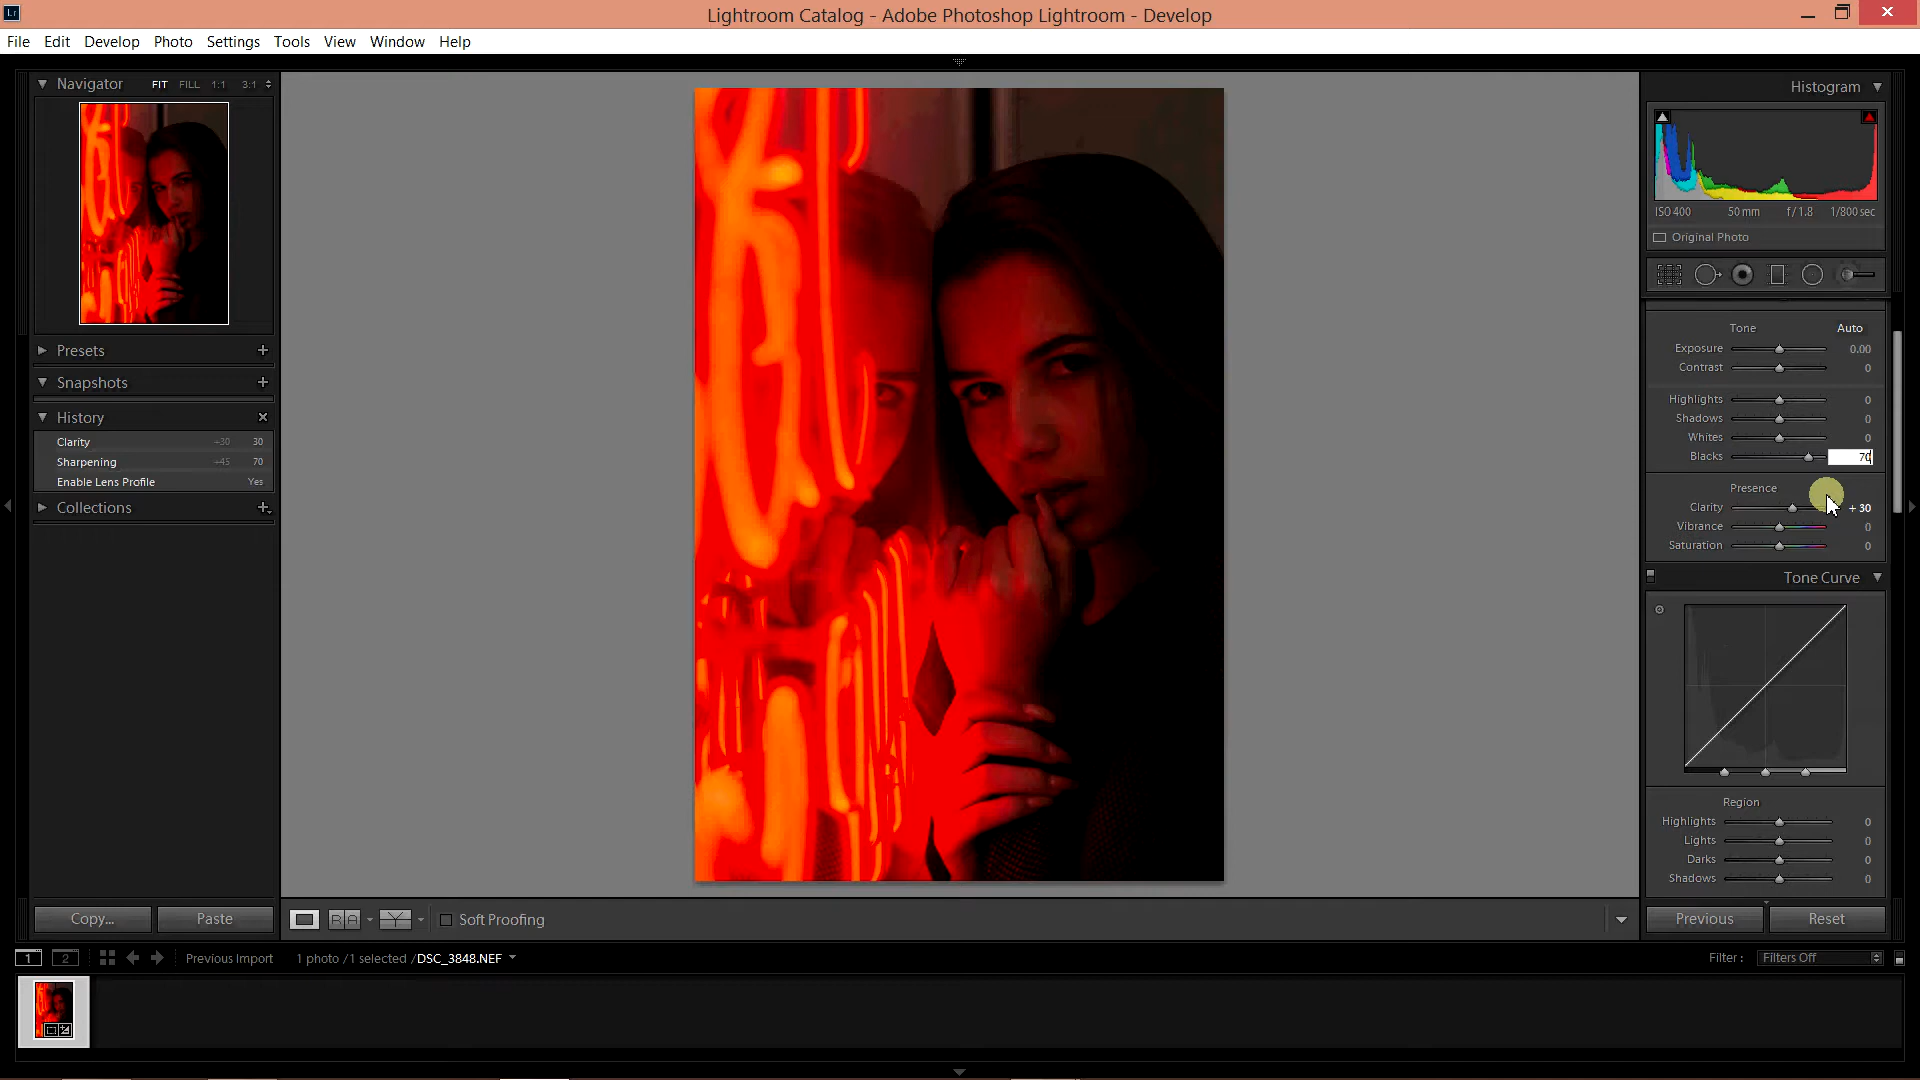 Lr Lightroom Catalog - Adobe Photoshop Lightroom - Develop
File Edit Develop Photo Settings Tools View Window Help
Navigator FIT FILL 1:1 3:1
Presets
Snapshots
History
Clarity +30 30
Sharpening +45 70
Enable Lens Profile Yes
Collections
Copy... Paste
Soft Proofing
Histogram
ISO 400 50 mm f / 1.8 1/800 sec
Original Photo
Tone Auto
Exposure 0.00
Contrast 0
Highlights 0
Shadows 0
Whites 0
Blacks 70
Presence
Clarity + 30
Vibrance 0
Saturation 0
Tone Curve
Region
Highlights 0
Lights 0
Darks 0
Shadows 0
Previous Reset
1 2 Previous Import 1 photo / 1 selected / DSC_3848.NEF Filter : Filters Off